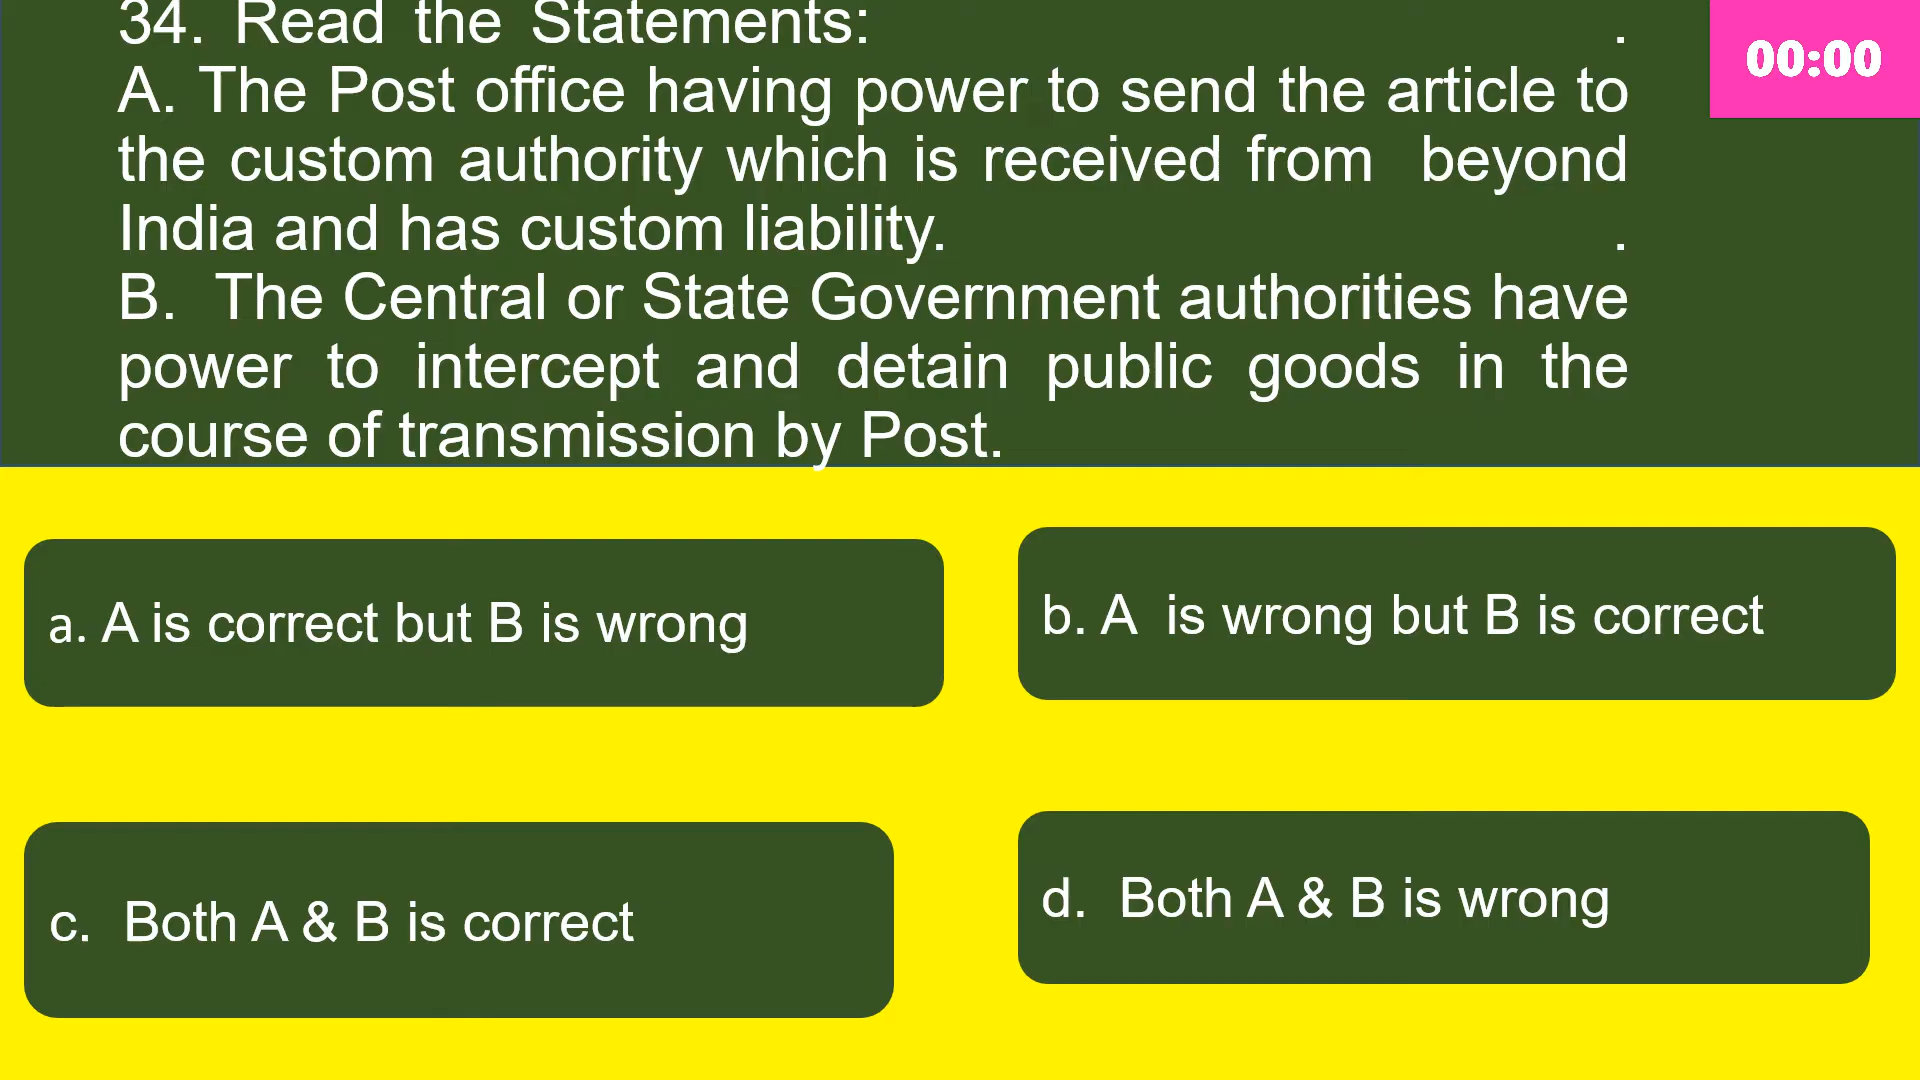 34. Read the Statements: .
00:00
A. The Post office having power to send the article to
the custom authority which is received from beyond
India and has custom liability. .
B. The Central or State Government authorities have
power to intercept and detain public goods in the
course of transmission by Post.
a. A is correct but B is wrong
b. A is wrong but B is correct
c. Both A & B is correct
d. Both A & B is wrong